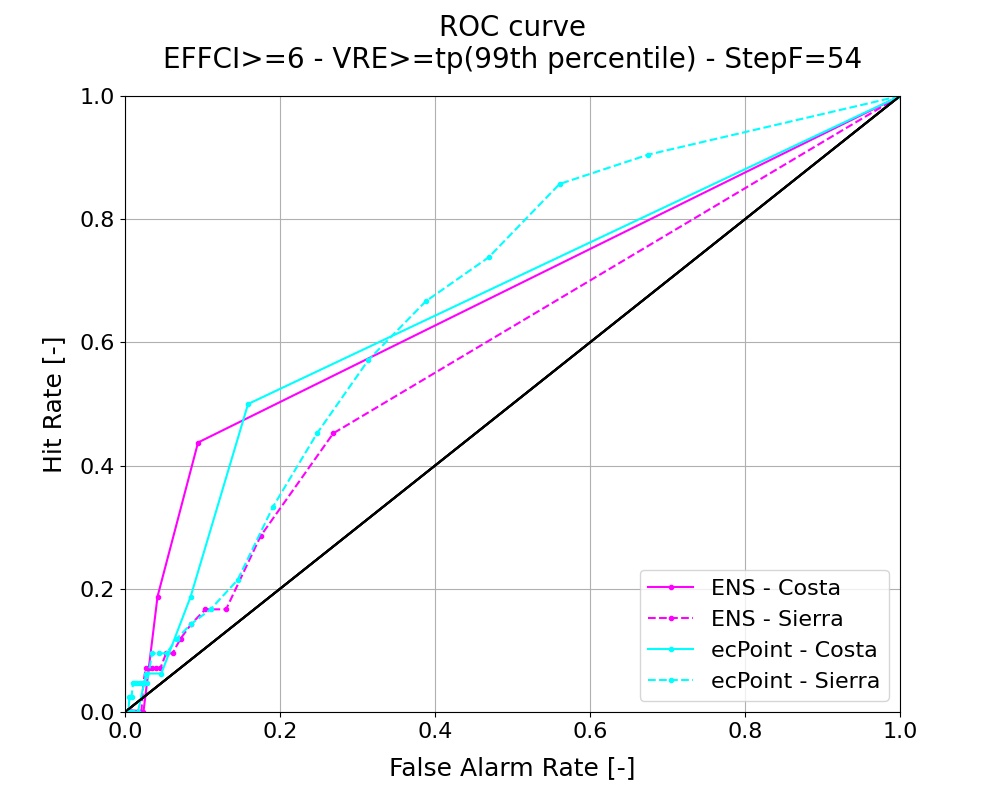 ROC curve
EFFCI>=6 - VRE>=tp(99th percentile) - StepF=54
1.0
0.8
0.6
0.4
0.2
0.0
Hit Rate [-]
0.0 0.2 0.4 0.6 0.8 1.0
False Alarm Rate [-]
ENS - Costa
ENS - Sierra
ecPoint - Costa
ecPoint - Sierra